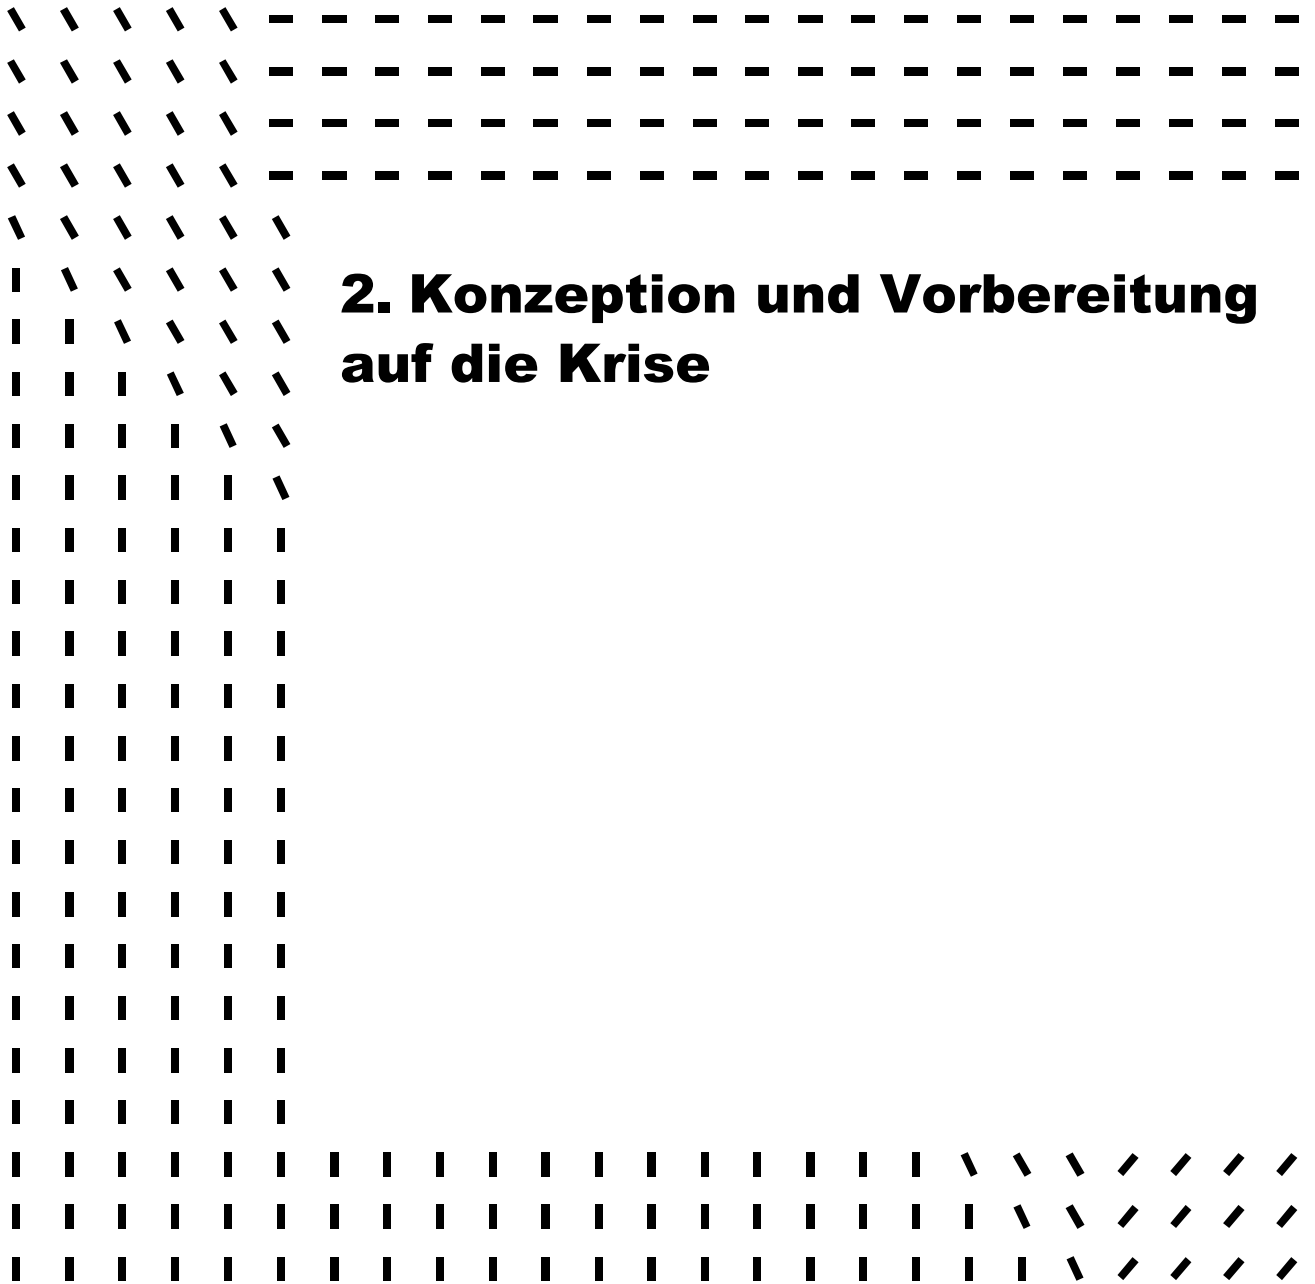 2. Konzeption und Vorbereitung
auf die Krise